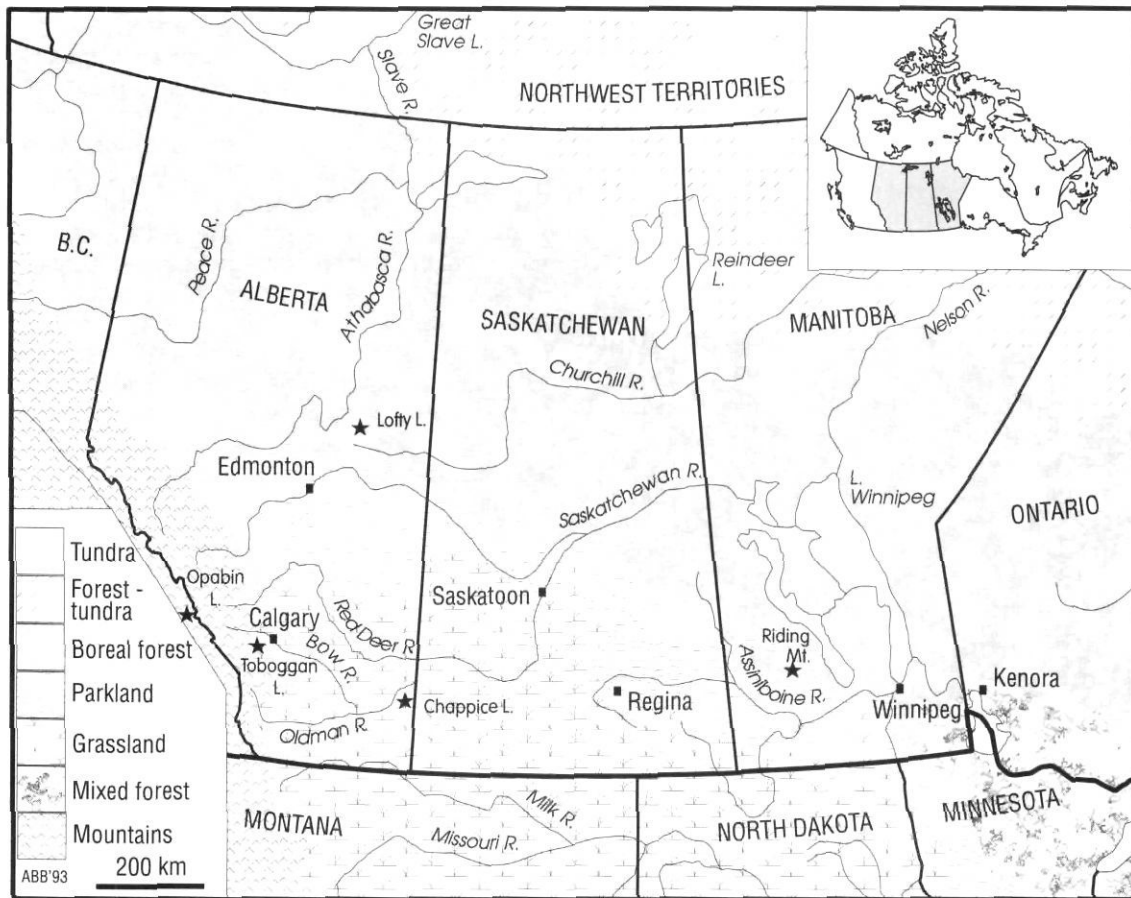 Great
Slave L.
Slave R.
NORTHWEST TERRITORIES
B.C.
Peace R.
ALBERTA
Athabasca R.
SASKATCHEWAN
Reindeer
L.
MANITOBA
Nelson R.
Churchill R.
Lofty L.
Edmonton
Saskatchewan R.
L.
Winnipeg
ONTARIO
Tundra
Forest -
tundra
Boreal forest
Parkland
Grassland
Mixed forest
Mountains
ABB'93
200 km
Opabin
L.
Calgary
Toboggan
L.
Bow R.
Red Deer R.
Oldman R.
Chappice L.
Saskatoon
Regina
Riding
Mt.
Assiniboine R.
Winnipeg
Kenora
MONTANA
Milk R.
Missouri R.
NORTH DAKOTA
MINNESOTA